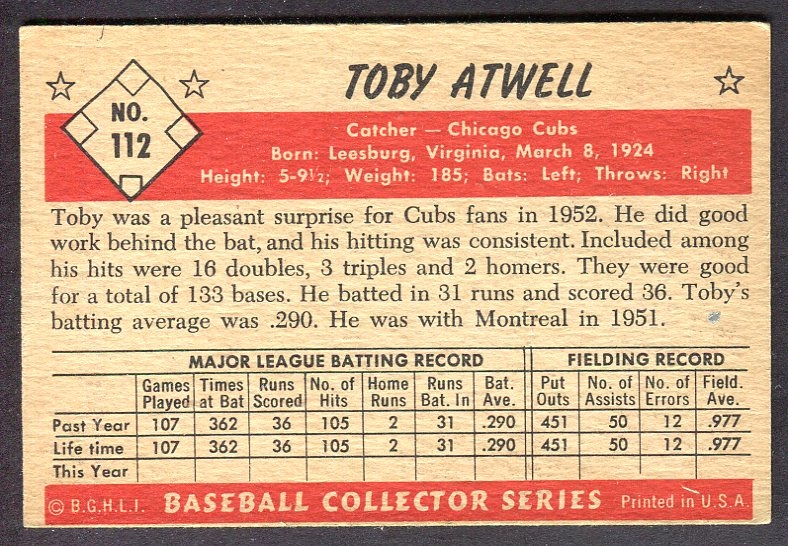 TOBY ATWELL
NO.
112
Catcher — Chicago Cubs
Born: Leesburg, Virginia, March 8, 1924
Height: 5-9½; Weight: 185; Bats: Left; Throws: Right
Toby was a pleasant surprise for Cubs fans in 1952. He did good
work behind the bat, and his hitting was consistent. Included among
his hits were 16 doubles, 3 triples and 2 homers. They were good
for a total of 133 bases. He batted in 31 runs and scored 36. Toby's
batting average was .290. He was with Montreal in 1951.
MAJOR LEAGUE BATTING RECORD FIELDING RECORD
Games Times Runs No. of Home Runs Bat. Put No. of No. of Field.
Played at Bat Scored Hits Runs Bat. In Ave. Outs Assists Errors Ave.
Past Year 107 362 36 105 2 31 .290 451 50 12 .977
Life time 107 362 36 105 2 31 .290 451 50 12 .977
This Year
© B.G.H.L.I. BASEBALL COLLECTOR SERIES Printed in U.S.A.